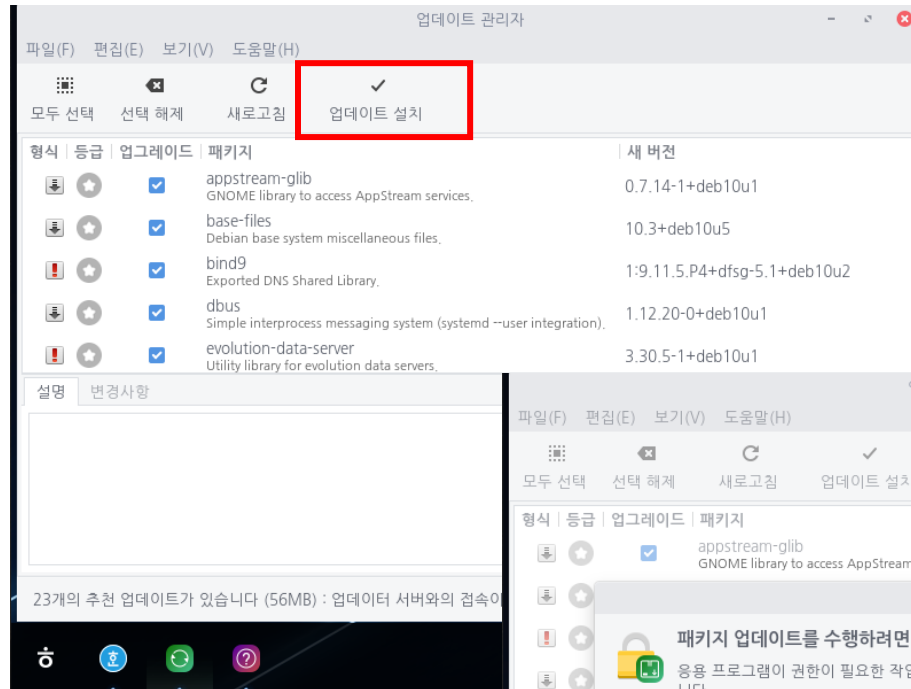 업데이트 관리자
파일(F) 편집(E) 보기(V) 도움말(H)
모두 선택 선택 해제 새로고침 업데이트 설치
형식 등급 업그레이드 패키지 새 버전
appstream-glib 0.7.14-1+deb10u1
GNOME library to access AppStream services.
base-files 10.3+deb10u5
Debian base system miscellaneous files.
bind9 1:9.11.5.P4+dfsg-5.1+deb10u2
Exported DNS Shared Library.
dbus 1.12.20-0+deb10u1
Simple interprocess messaging system (systemd --user integration).
evolution-data-server 3.30.5-1+deb10u1
Utility library for evolution data servers.
설명 변경사항
23개의 추천 업데이트가 있습니다 (56MB) : 업데이터 서버와의
ㅎ ㅎ ?
파일(F) 편집(E) 보기(V) 도움말(H)
모두 선택 선택 해제 새로고침 업데이트
형식 등급 업그레이드 패키지
appstream-glib
GNOME library to access AppStream
패키지 업데이트를 수행하려면
응용 프로그램이 권한이 필요한